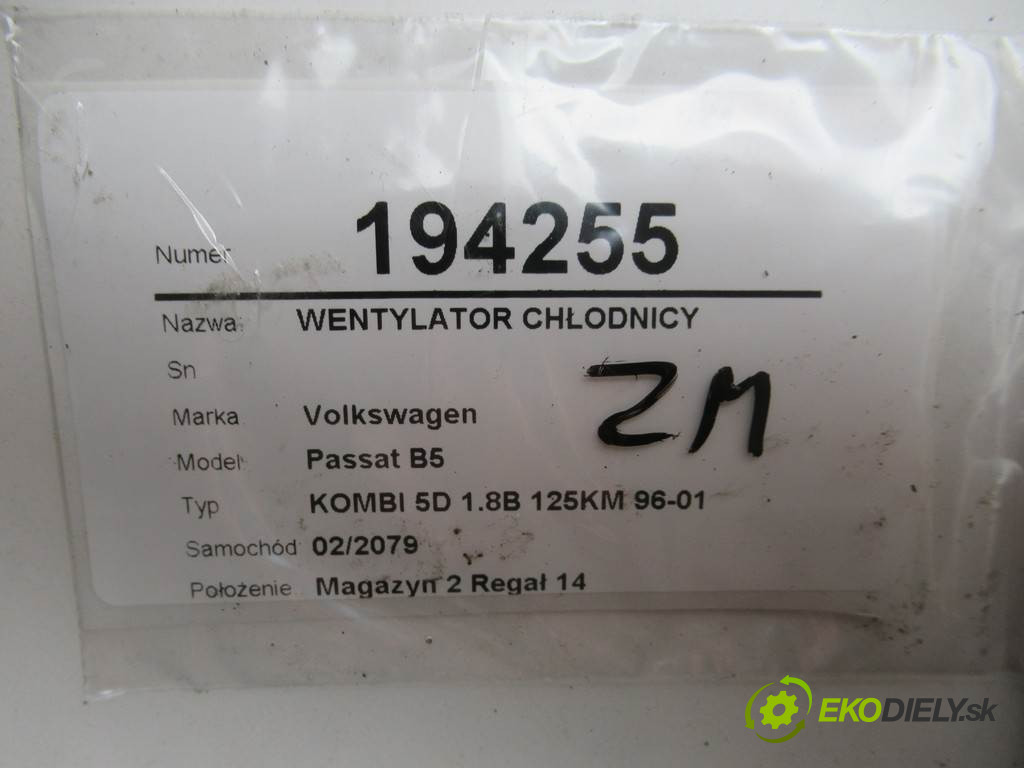 Numer 194255
Nazwa WENTYLATOR CHŁODNICY
Sn
ZM
Marka Volkswagen
Model Passat B5
Typ KOMBI 5D 1.8B 125KM 96-01
Samochód 02/2079
Położenie Magazyn 2 Regał 14
EKODIELY.sk